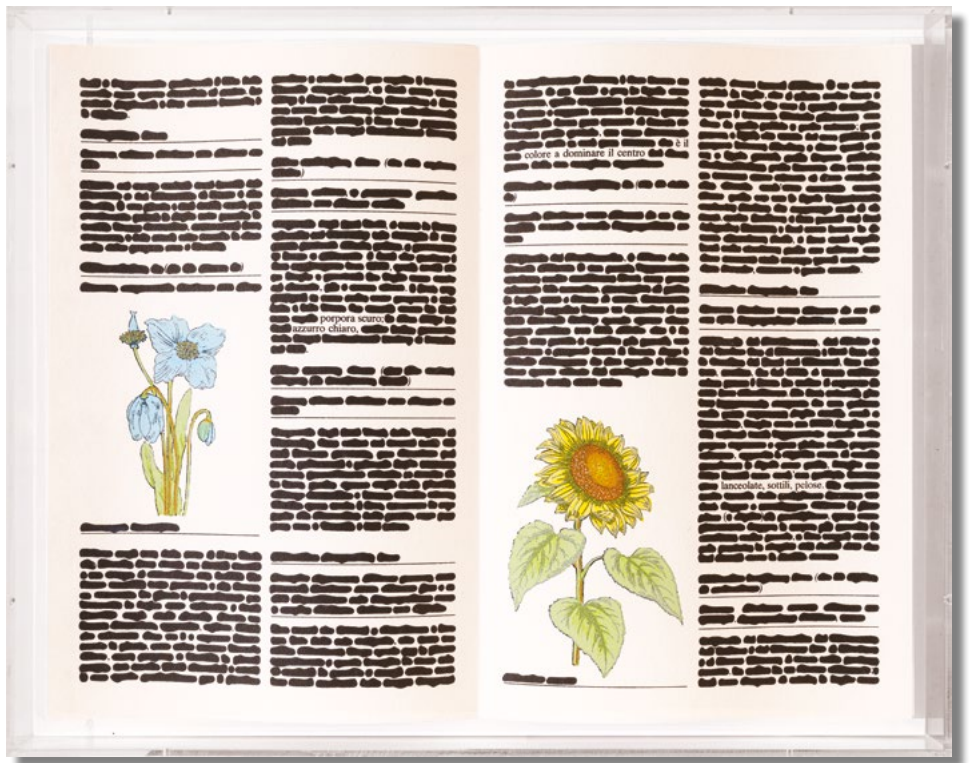 porpora scuro;
azzurro chiaro,
è il
colore a dominare il centro
lanceolate, sottili, pelose.